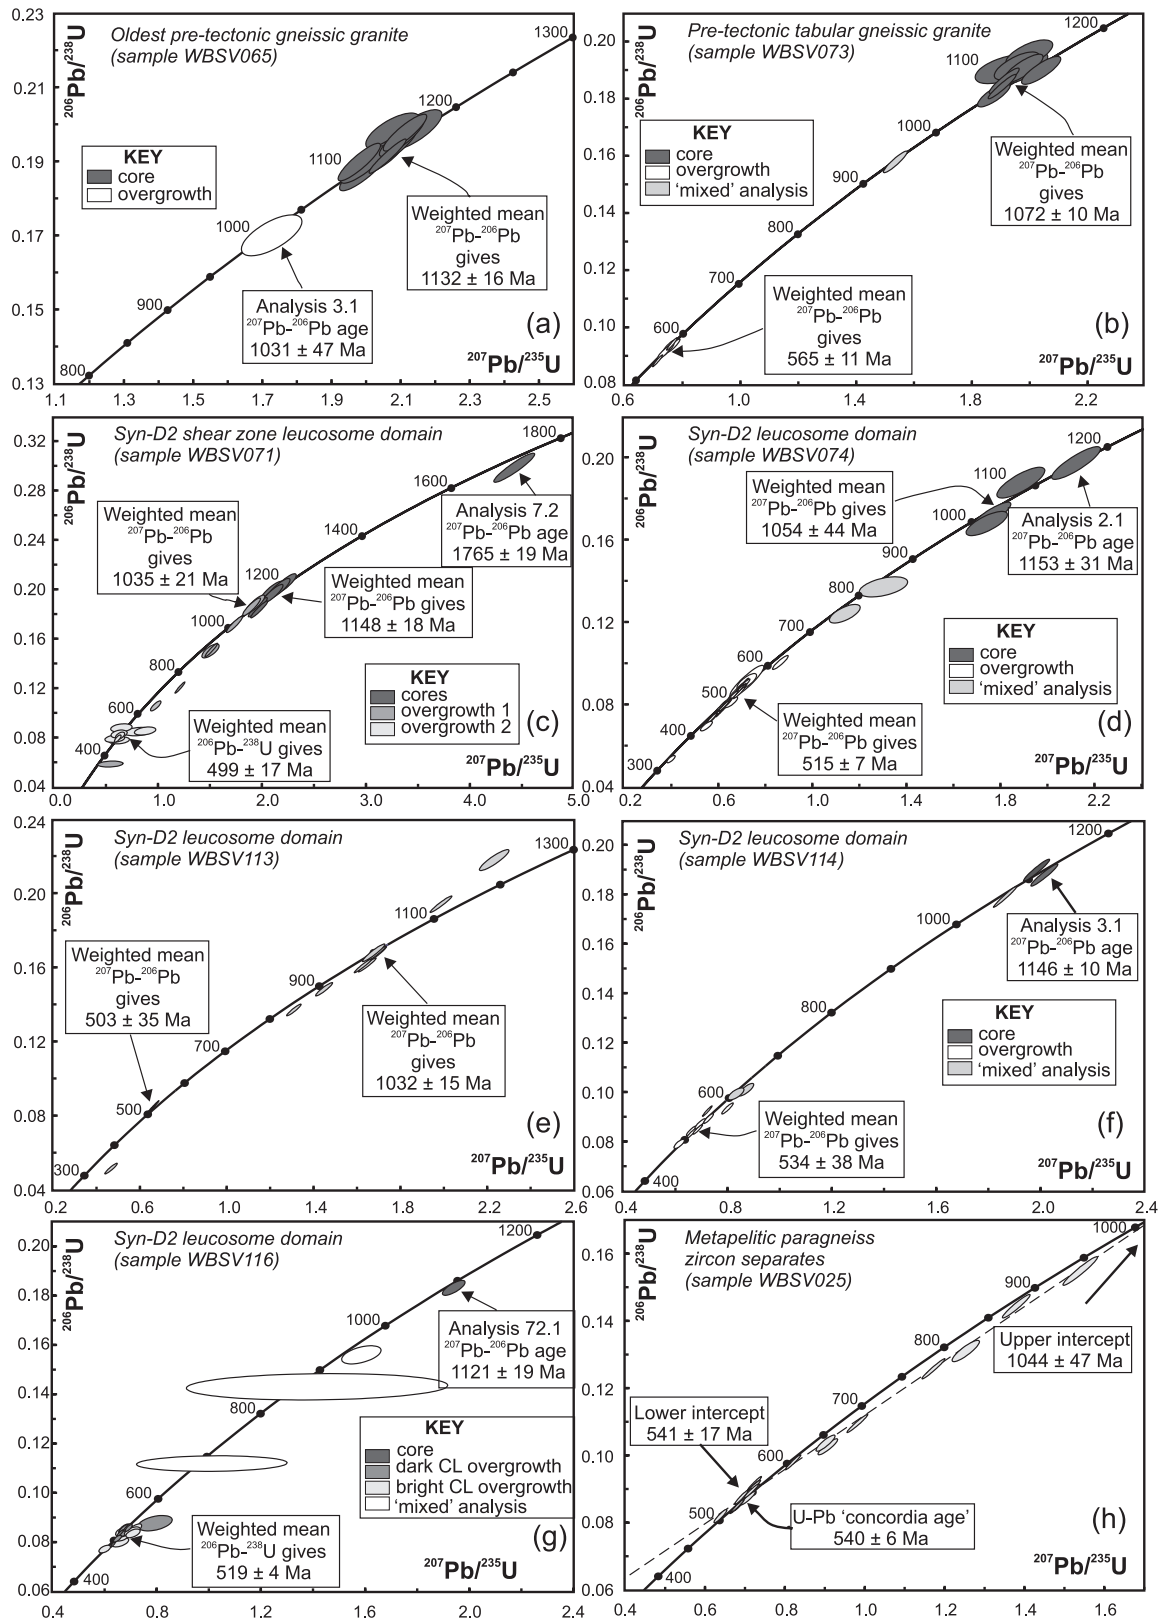 Oldest pre-tectonic gneissic granite
(sample WBSV065)
²⁰⁶Pb/²³⁸U
0.23
0.21
0.19
0.17
0.15
0.13
1300
1200
1100
1000
900
800
KEY
core
overgrowth
Weighted mean
²⁰⁷Pb-²⁰⁶Pb
gives
1132 ± 16 Ma
Analysis 3.1
²⁰⁷Pb-²⁰⁶Pb age
1031 ± 47 Ma
(a)
²⁰⁷Pb/²³⁵U
1.1 1.3 1.5 1.7 1.9 2.1 2.3 2.5
Pre-tectonic tabular gneissic granite
(sample WBSV073)
²⁰⁶Pb/²³⁸U
0.20
0.18
0.16
0.14
0.12
0.10
0.08
1200
1100
1000
900
800
700
600
KEY
core
overgrowth
‘mixed’ analysis
Weighted mean
²⁰⁷Pb-²⁰⁶Pb
gives
1072 ± 10 Ma
Weighted mean
²⁰⁷Pb-²⁰⁶Pb
gives
565 ± 11 Ma
(b)
²⁰⁷Pb/²³⁵U
0.6 1.0 1.4 1.8 2.2
Syn-D2 shear zone leucosome domain
(sample WBSV071)
²⁰⁶Pb/²³⁸U
0.32
0.28
0.24
0.20
0.16
0.12
0.08
0.04
1800
1600
1400
1200
1000
800
600
400
Analysis 7.2
²⁰⁷Pb-²⁰⁶Pb age
1765 ± 19 Ma
Weighted mean
²⁰⁷Pb-²⁰⁶Pb
gives
1035 ± 21 Ma
Weighted mean
²⁰⁷Pb-²⁰⁶Pb gives
1148 ± 18 Ma
KEY
cores
overgrowth 1
overgrowth 2
Weighted mean
²⁰⁶Pb-²³⁸U gives
499 ± 17 Ma
(c)
²⁰⁷Pb/²³⁵U
0.0 1.0 2.0 3.0 4.0 5.0
Syn-D2 leucosome domain
(sample WBSV074)
²⁰⁶Pb/²³⁸U
0.20
0.16
0.12
0.08
0.04
1200
1100
1000
900
800
700
600
500
400
300
Weighted mean
²⁰⁷Pb-²⁰⁶Pb gives
1054 ± 44 Ma
Analysis 2.1
²⁰⁷Pb-²⁰⁶Pb age
1153 ± 31 Ma
KEY
core
overgrowth
‘mixed’ analysis
Weighted mean
²⁰⁷Pb-²⁰⁶Pb gives
515 ± 7 Ma
(d)
²⁰⁷Pb/²³⁵U
0.2 0.6 1.0 1.4 1.8 2.2
Syn-D2 leucosome domain
(sample WBSV113)
²⁰⁶Pb/²³⁸U
0.24
0.20
0.16
0.12
0.08
0.04
1300
1100
900
700
500
300
Weighted mean
²⁰⁷Pb-²⁰⁶Pb
gives
503 ± 35 Ma
Weighted mean
²⁰⁷Pb-²⁰⁶Pb
gives
1032 ± 15 Ma
(e)
²⁰⁷Pb/²³⁵U
0.2 0.6 1.0 1.4 1.8 2.2 2.6
Syn-D2 leucosome domain
(sample WBSV114)
²⁰⁶Pb/²³⁸U
0.20
0.18
0.16
0.14
0.12
0.10
0.08
0.06
1200
1000
800
600
400
Analysis 3.1
²⁰⁷Pb-²⁰⁶Pb age
1146 ± 10 Ma
KEY
core
overgrowth
‘mixed’ analysis
Weighted mean
²⁰⁷Pb-²⁰⁶Pb gives
534 ± 38 Ma
(f)
²⁰⁷Pb/²³⁵U
0.4 0.8 1.2 1.6 2.0 2.4
Syn-D2 leucosome domain
(sample WBSV116)
²⁰⁶Pb/²³⁸U
0.20
0.18
0.16
0.14
0.12
0.10
0.08
0.06
1200
1000
800
600
400
Analysis 72.1
²⁰⁷Pb-²⁰⁶Pb age
1121 ± 19 Ma
KEY
core
dark CL overgrowth
bright CL overgrowth
‘mixed’ analysis
Weighted mean
²⁰⁶Pb-²³⁸U gives
519 ± 4 Ma
(g)
²⁰⁷Pb/²³⁵U
0.4 0.8 1.2 1.6 2.0 2.4
Metapelitic paragneiss
zircon separates
(sample WBSV025)
²⁰⁶Pb/²³⁸U
0.16
0.14
0.12
0.10
0.08
0.06
1000
900
800
700
600
500
400
Upper intercept
1044 ± 47 Ma
Lower intercept
541 ± 17 Ma
U-Pb ‘concordia age’
540 ± 6 Ma
(h)
²⁰⁷Pb/²³⁵U
0.4 0.6 0.8 1.0 1.2 1.4 1.6